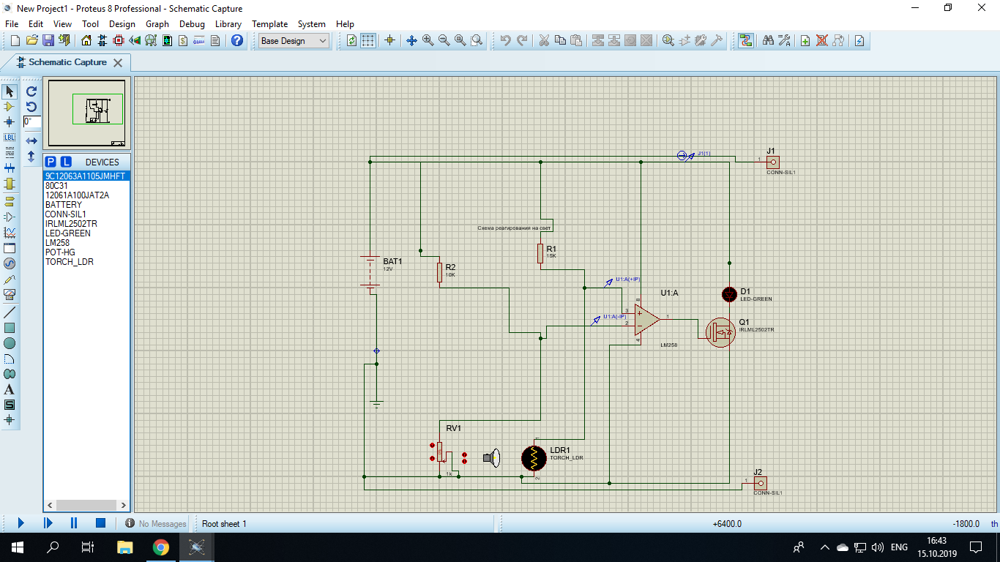 New Project1 - Proteus 8 Professional - Schematic Capture
File Edit View Tool Design Graph Debug Library Template System Help
Base Design
Schematic Capture
0°
P L DEVICES
9C12063A1105JMHFT
80C31
12061A100JAT2A
BATTERY
CONN-SIL1
IRLML2502TR
LED-GREEN
LM258
POT-HG
TORCH_LDR
LBL
A
S
J1
1
J1(1)
CONN-SIL1
Схема реагирования на свет
R1
15K
BAT1
12V
R2
10K
U1:A(+IP)
U1:A
8
3
1
2
4
U1:A(-IP)
LM258
D1
LED-GREEN
Q1
IRLML2502TR
RV1
1k
LDR1
TORCH_LDR
1
2
J2
1
CONN-SIL1
No Messages
Root sheet 1
+6400.0
-1800.0
th
ENG
16:43
15.10.2019